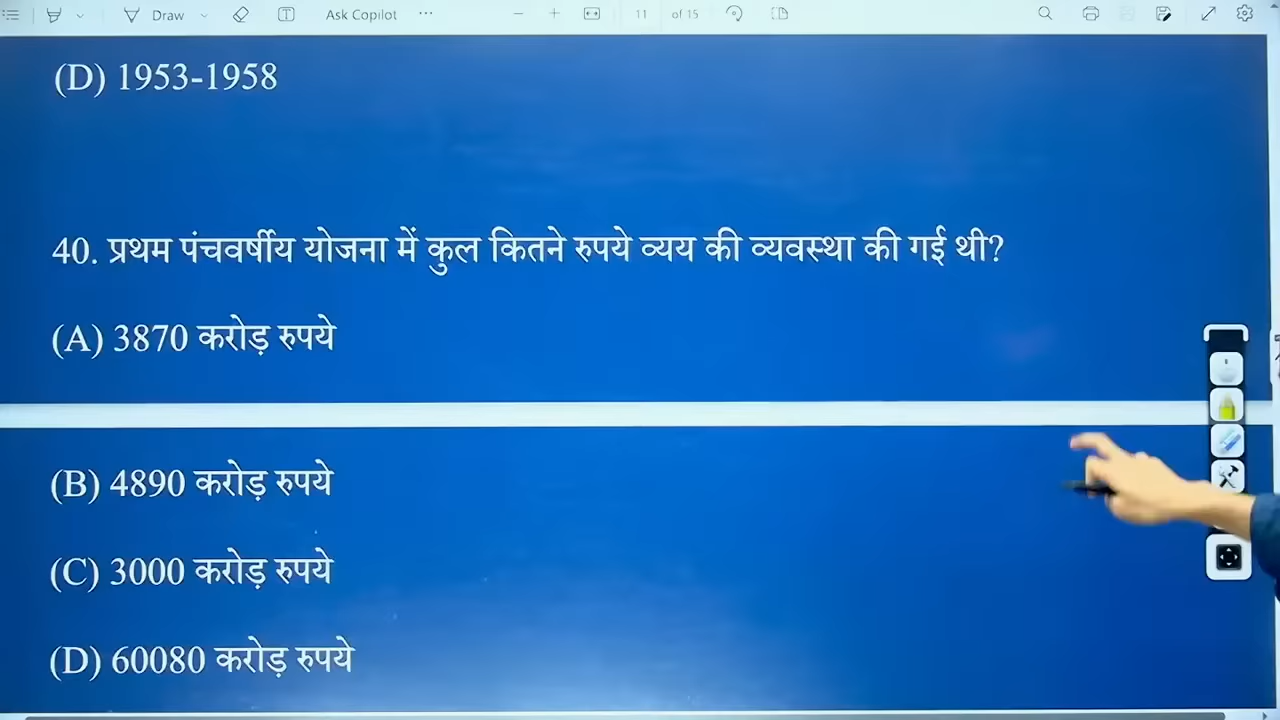 Draw
Ask Copilot
11 of 15
(D) 1953-1958
40. प्रथम पंचवर्षीय योजना में कुल कितने रुपये व्यय की व्यवस्था की गई थी?
(A) 3870 करोड़ रुपये
(B) 4890 करोड़ रुपये
(C) 3000 करोड़ रुपये
(D) 60080 करोड़ रुपये